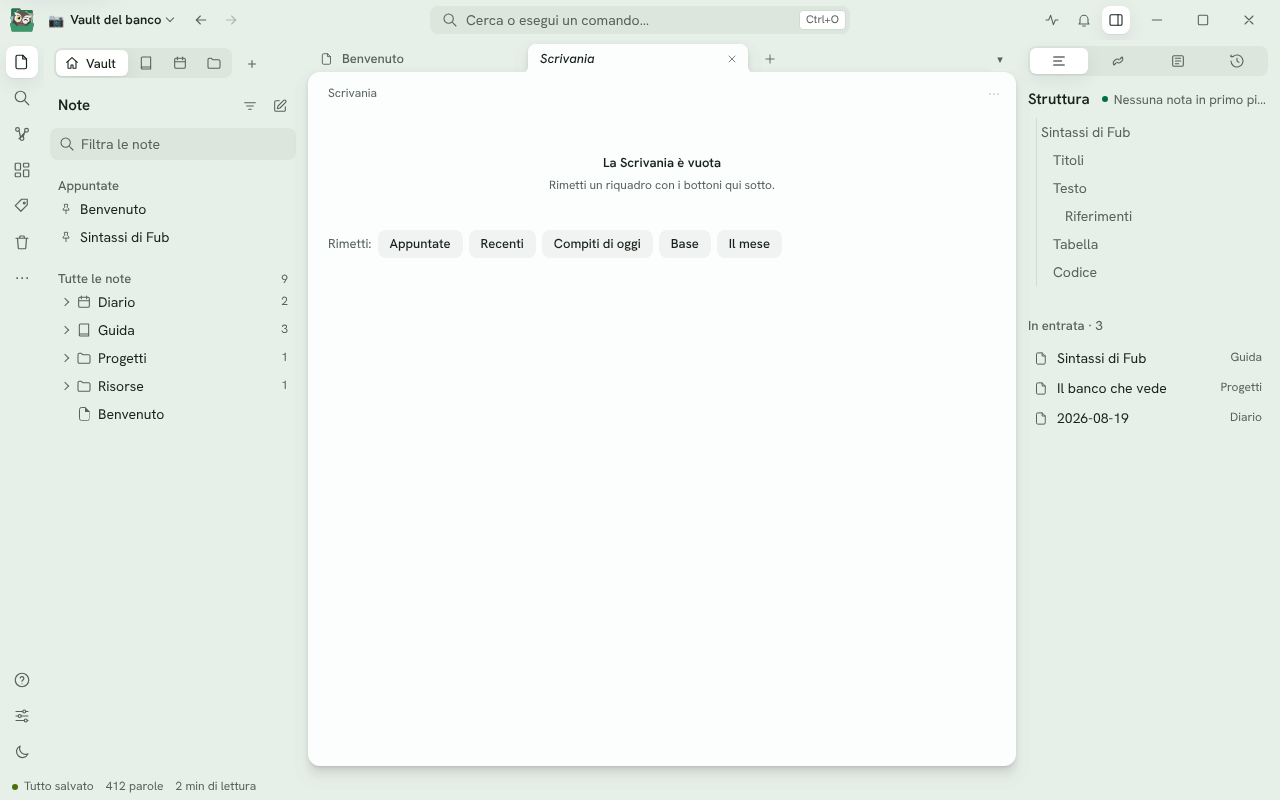 Vault del banco
Cerca o esegui un comando...
Ctrl+O
Vault
Benvenuto
Scrivania
Note
Filtra le note
Appuntate
Benvenuto
Sintassi di Fub
Tutte le note 9
Diario 2
Guida 3
Progetti 1
Risorse 1
Benvenuto
Scrivania
La Scrivania è vuota
Rimetti un riquadro con i bottoni qui sotto.
Rimetti: Appuntate Recenti Compiti di oggi Base Il mese
Struttura Nessuna nota in primo pi...
Sintassi di Fub
Titoli
Testo
Riferimenti
Tabella
Codice
In entrata · 3
Sintassi di Fub Guida
Il banco che vede Progetti
2026-08-19 Diario
Tutto salvato 412 parole 2 min di lettura